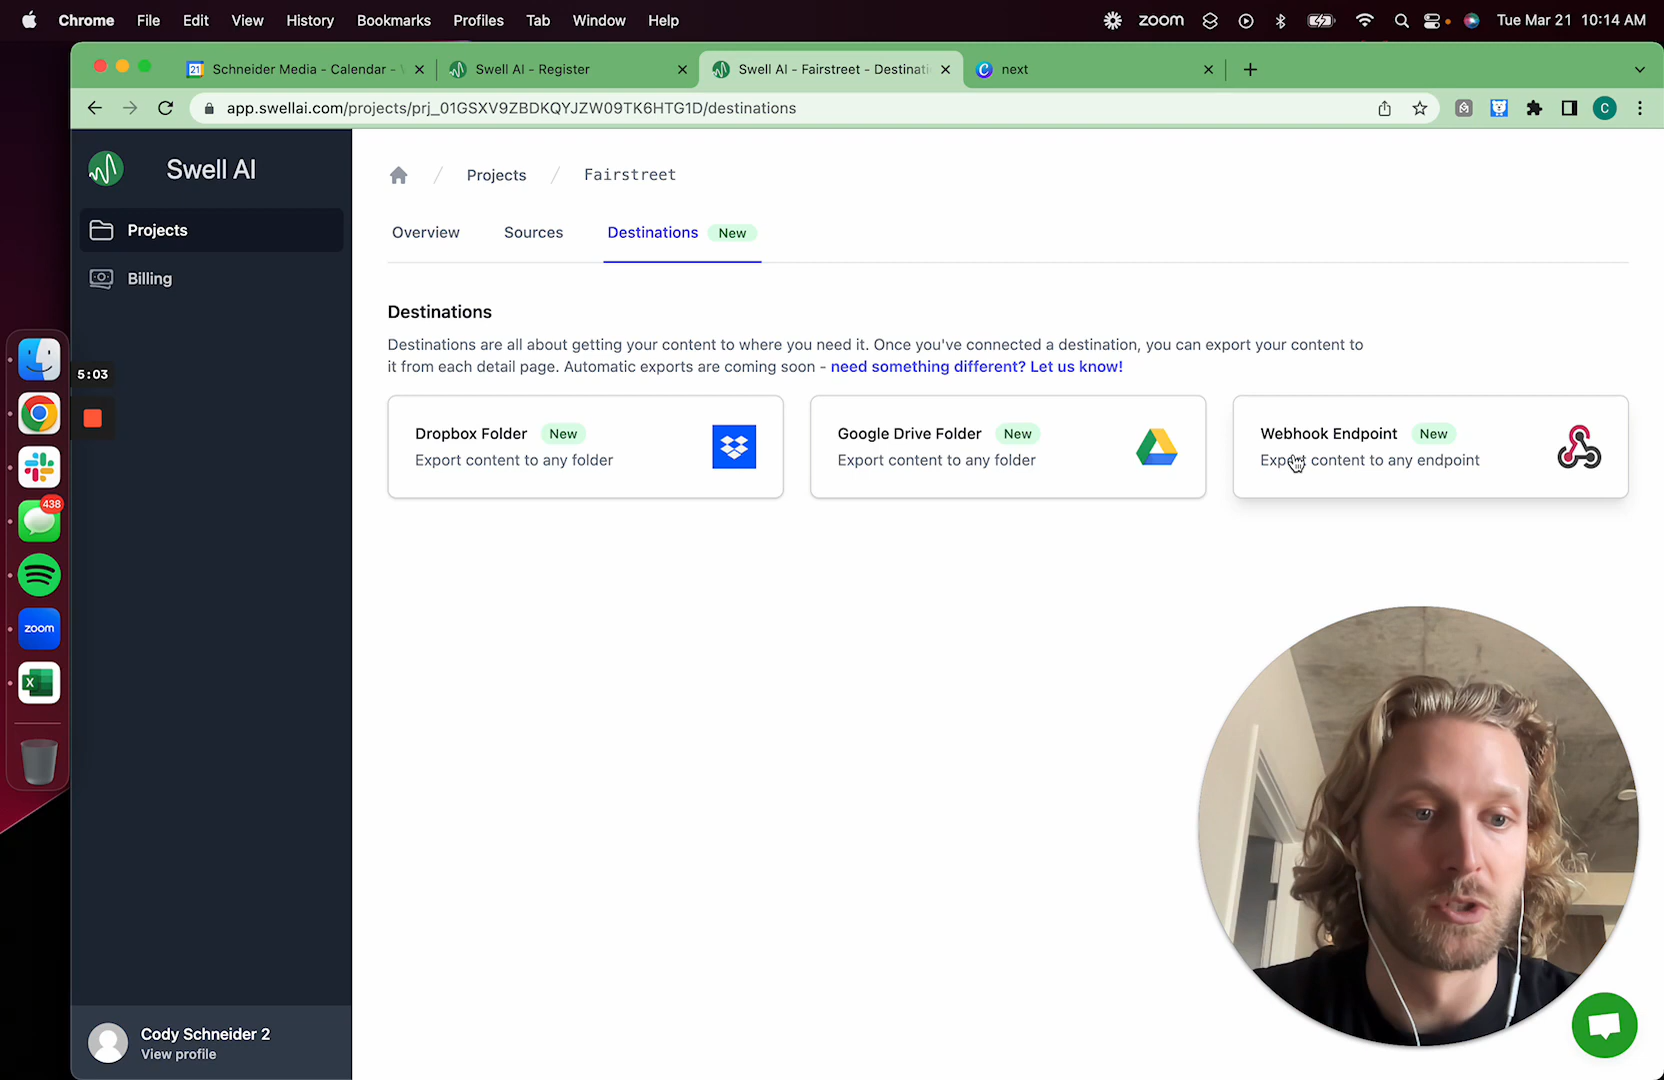 Chrome File Edit View History Bookmarks Profiles Tab Window Help zoom Tue Mar 21 10:14 AM
21 Schneider Media - Calendar - Swell AI - Register Swell AI - Fairstreet - Destinati next
app.swellai.com/projects/prj_01GSXV9ZBDKQYJZW09TK6HTG1D/destinations C
Swell AI
Projects
Billing
Projects Fairstreet
Overview Sources Destinations New
Destinations
Destinations are all about getting your content to where you need it. Once you've connected a destination, you can export your content to
it from each detail page. Automatic exports are coming soon - need something different? Let us know!
Dropbox Folder New
Export content to any folder
Google Drive Folder New
Export content to any folder
Webhook Endpoint New
Export content to any endpoint
5:03
438
zoom
X
Cody Schneider 2
View profile